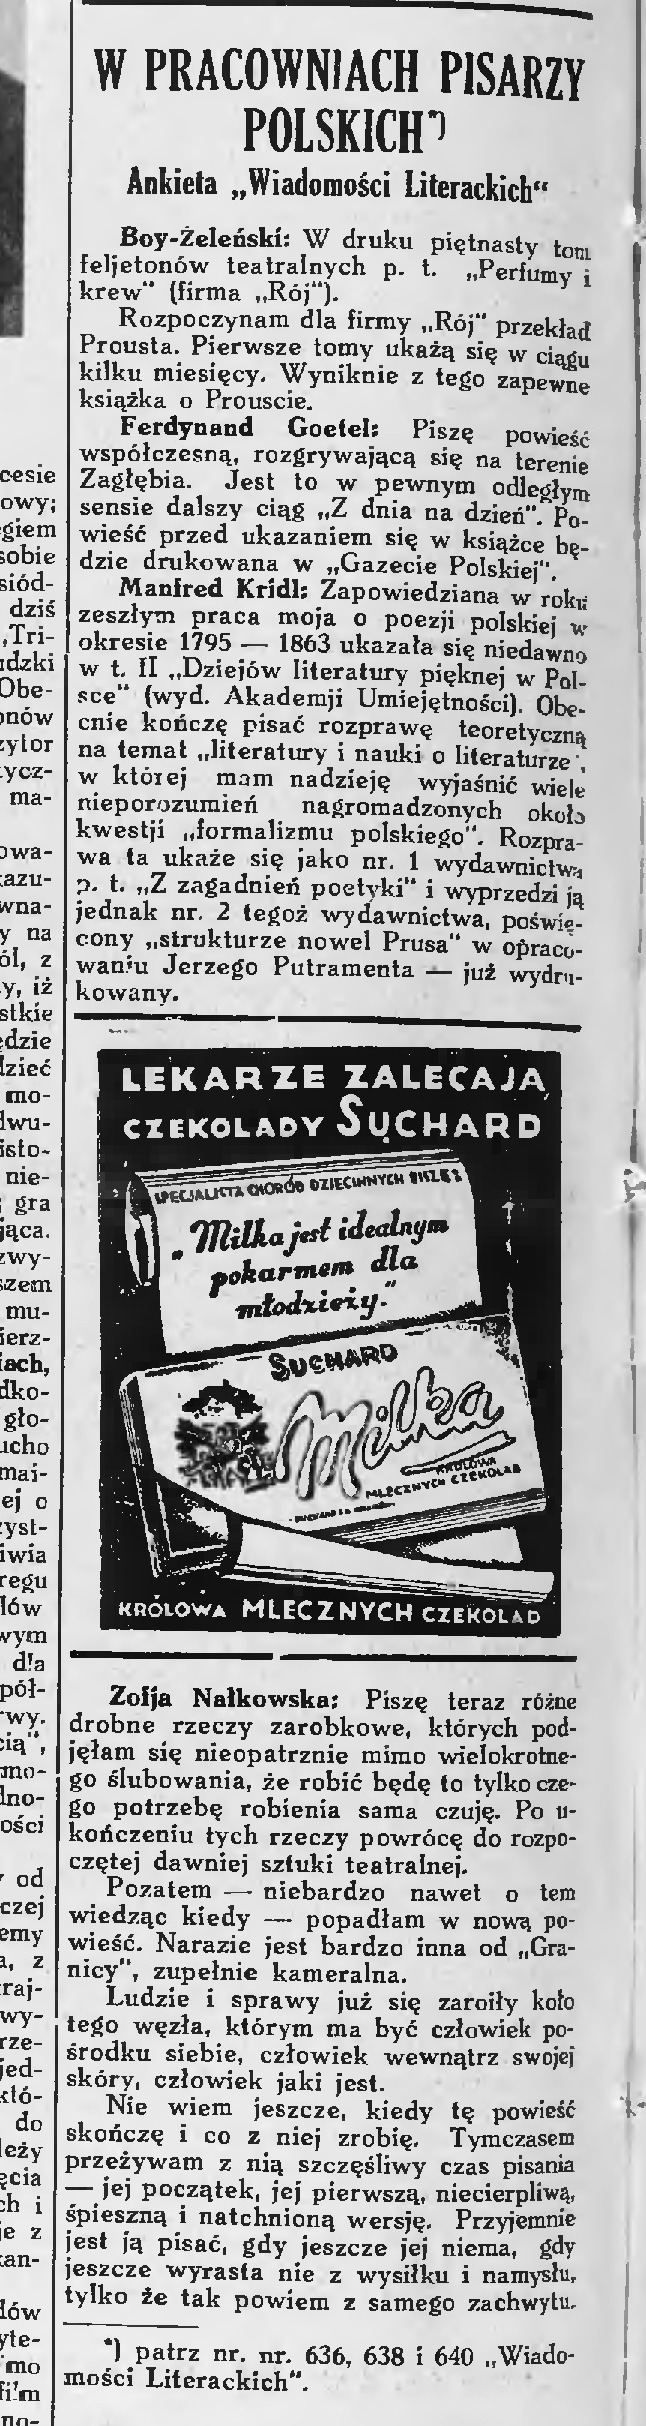 W PRACOWNIACH PISARZY
POLSKICH*)
Ankieta „Wiadomości Literackich“
Boy-Żeleński: W druku piętnasty tom
feljetonów teatralnych p. t. „Perfumy i
krew“ (firma „Rój“).
Rozpoczynam dla firmy „Rój“ przekład
Prousta. Pierwsze tomy ukażą się w ciągu
kilku miesięcy. Wyniknie z tego zapewne
książka o Prouscie.
Ferdynand Goetel: Piszę powieść
współczesną, rozgrywającą się na terenie
Zagłębia. Jest to w pewnym odległym
sensie dalszy ciąg „Z dnia na dzień“. Po-
wieść przed ukazaniem się w książce bę-
dzie drukowana w „Gazecie Polskiej“.
Manfred Kridl: Zapowiedziana w roku
zeszłym praca moja o poezji polskiej w
okresie 1795 — 1863 ukazała się niedawno
w t. II „Dziejów literatury pięknej w Pol-
sce“ (wyd. Akademji Umiejętności). Obe-
cnie kończę pisać rozprawę teoretyczną
na temat „literatury i nauki o literaturze“,
w której mam nadzieję wyjaśnić wiele
nieporozumień nagromadzonych około
kwestji „formalizmu polskiego“. Rozpra-
wa ta ukaże się jako nr. 1 wydawnictwa
p. t. „Z zagadnień poetyki“ i wyprzedzi ją
jednak nr. 2 tegoż wydawnictwa, poświę-
cony „strukturze nowel Prusa“ w opraco-
waniu Jerzego Putramenta — już wydru-
kowany.
LEKARZE ZALECAJĄ
CZEKOLADY SUCHARD
SPECJALISTA CHORÓB DZIECINNYCH PISZE:
„Milka jest idealnym
pokarmem dla
młodzieży.“
SUCHARD
Milka
KRÓLOWA
MLECZNYCH CZEKOLAD
KRÓLOWA MLECZNYCH CZEKOLAD
Zofja Nałkowska: Piszę teraz różne
drobne rzeczy zarobkowe, których pod-
jęłam się nieopatrznie mimo wielokrotne-
go ślubowania, że robić będę to tylko cze-
go potrzebę robienia sama czuję. Po u-
kończeniu tych rzeczy powrócę do rozpo-
czętej dawniej sztuki teatralnej.
Pozatem — niebardzo nawet o tem
wiedząc kiedy — popadłam w nową po-
wieść. Narazie jest bardzo inna od „Gra-
nicy“, zupełnie kameralna.
Ludzie i sprawy już się zaroiły koło
tego węzła, którym ma być człowiek po-
środku siebie, człowiek wewnątrz swojej
skóry, człowiek jaki jest.
Nie wiem jeszcze, kiedy tę powieść
skończę i co z niej zrobię. Tymczasem
przeżywam z nią szczęśliwy czas pisania
— jej początek, jej pierwszą, niecierpliwą,
śpieszną i natchnioną wersję. Przyjemnie
jest ją pisać, gdy jeszcze jej niema, gdy
jeszcze wyrasta nie z wysiłku i namysłu,
tylko że tak powiem z samego zachwytu.
*) patrz nr. nr. 636, 638 i 640 „Wiado-
mości Literackich“.